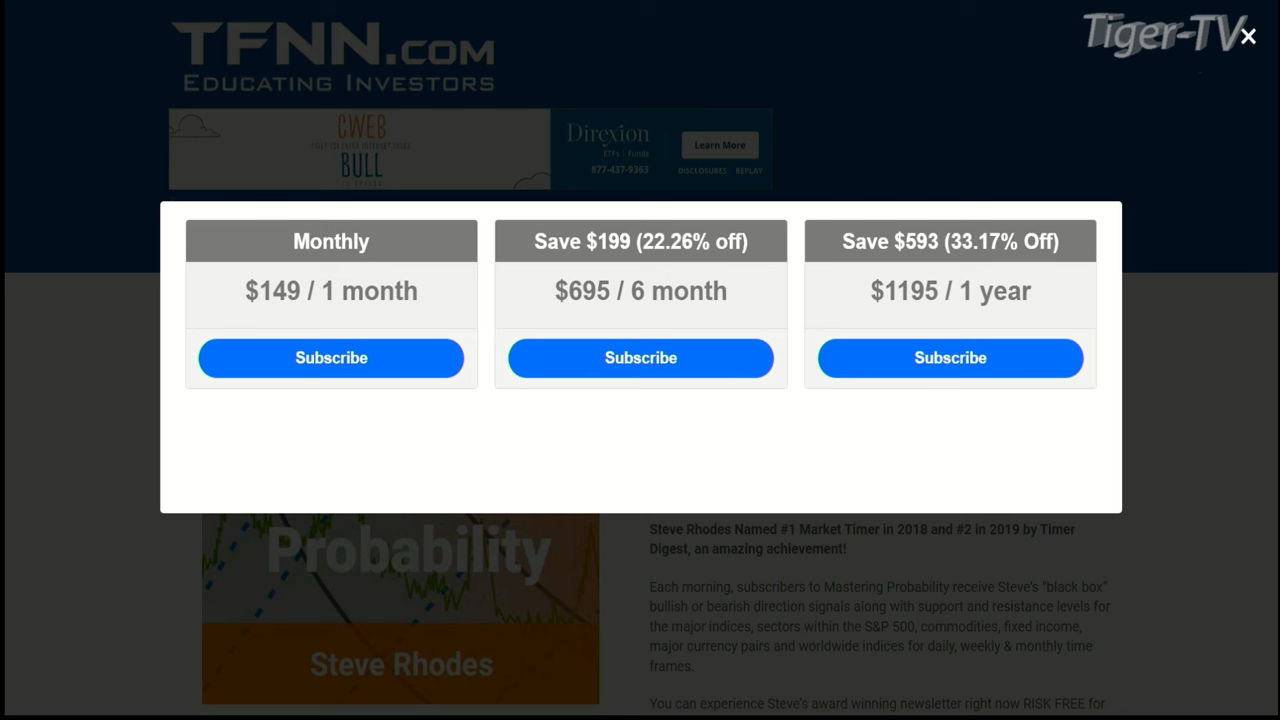 TFNN.COM
EDUCATING INVESTORS
Tiger-TV
×
CWEB
BULL
Direxion
ETFs | Funds
877-437-9363
Learn More
DISCLOSURES REPLAY
Monthly
$149 / 1 month
Subscribe
Save $199 (22.26% off)
$695 / 6 month
Subscribe
Save $593 (33.17% Off)
$1195 / 1 year
Subscribe
Probability
Steve Rhodes
Steve Rhodes Named #1 Market Timer in 2018 and #2 in 2019 by Timer
Digest, an amazing achievement!
Each morning, subscribers to Mastering Probability receive Steve's “black box”
bullish or bearish direction signals along with support and resistance levels for
the major indices, sectors within the S&P 500, commodities, fixed income,
major currency pairs and worldwide indices for daily, weekly & monthly time
frames.
You can experience Steve's award winning newsletter right now RISK FREE for